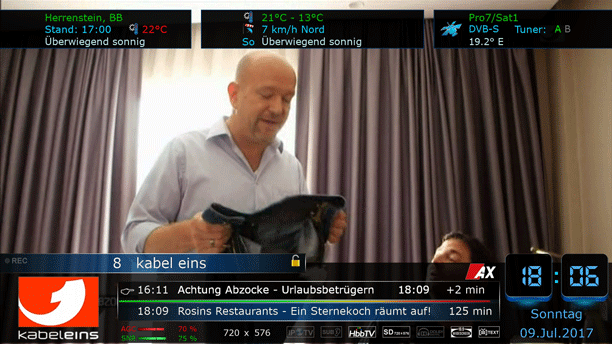 Herrenstein, BB
Stand: 17:00 22°C
Überwiegend sonnig
21°C - 13°C
7 km/h Nord
So Überwiegend sonnig
Pro7/Sat1
DVB-S Tuner: A B
19.2° E
REC
8 kabel eins
AX
16:11 Achtung Abzocke - Urlaubsbetrügern 18:09 +2 min
18:09 Rosins Restaurants - Ein Sternekoch räumt auf! 125 min
kabeleins
AGC 70 %
SNR 75 %
720 x 576
HbbTV
SD 720×576
TEXT
18:06
Sonntag
09.Jul.2017